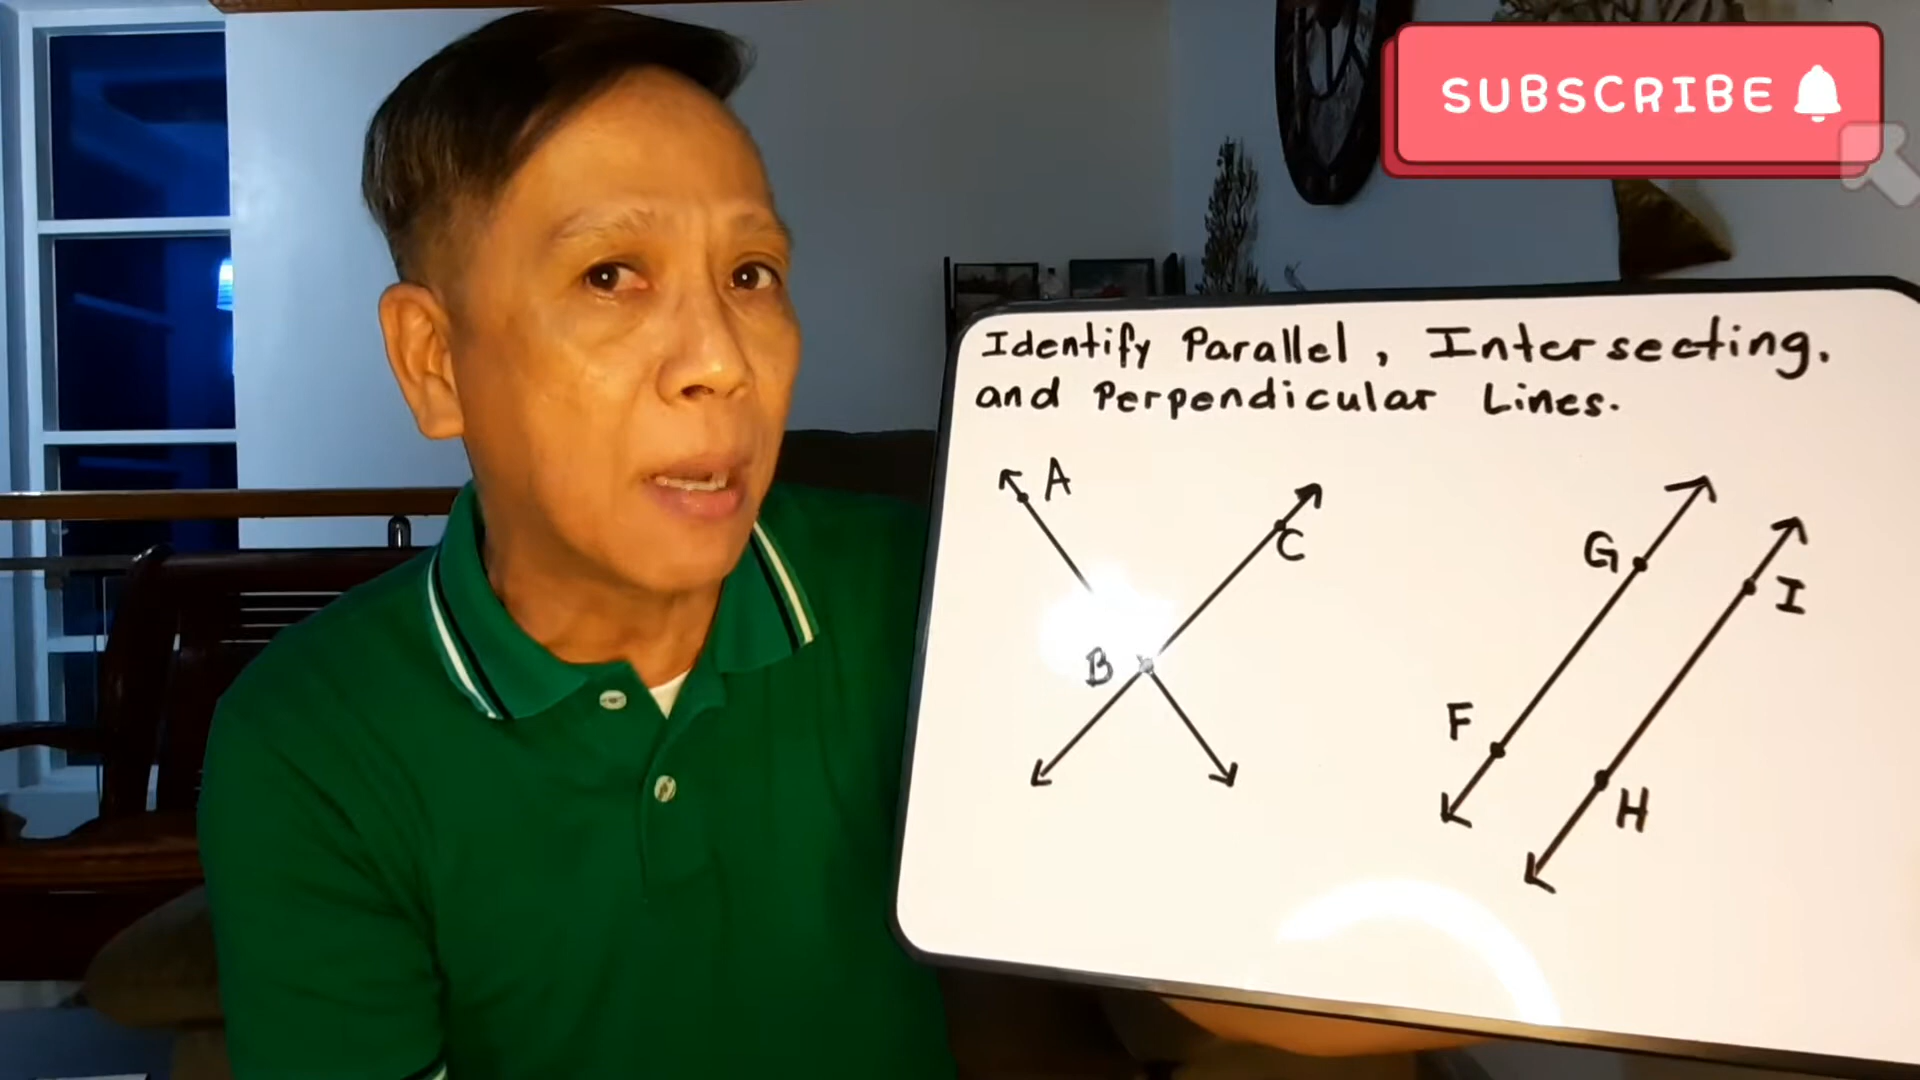 SUBSCRIBE
Identify Parallel, Intersecting.
and Perpendicular Lines.
A
C
G
I
B
F
H